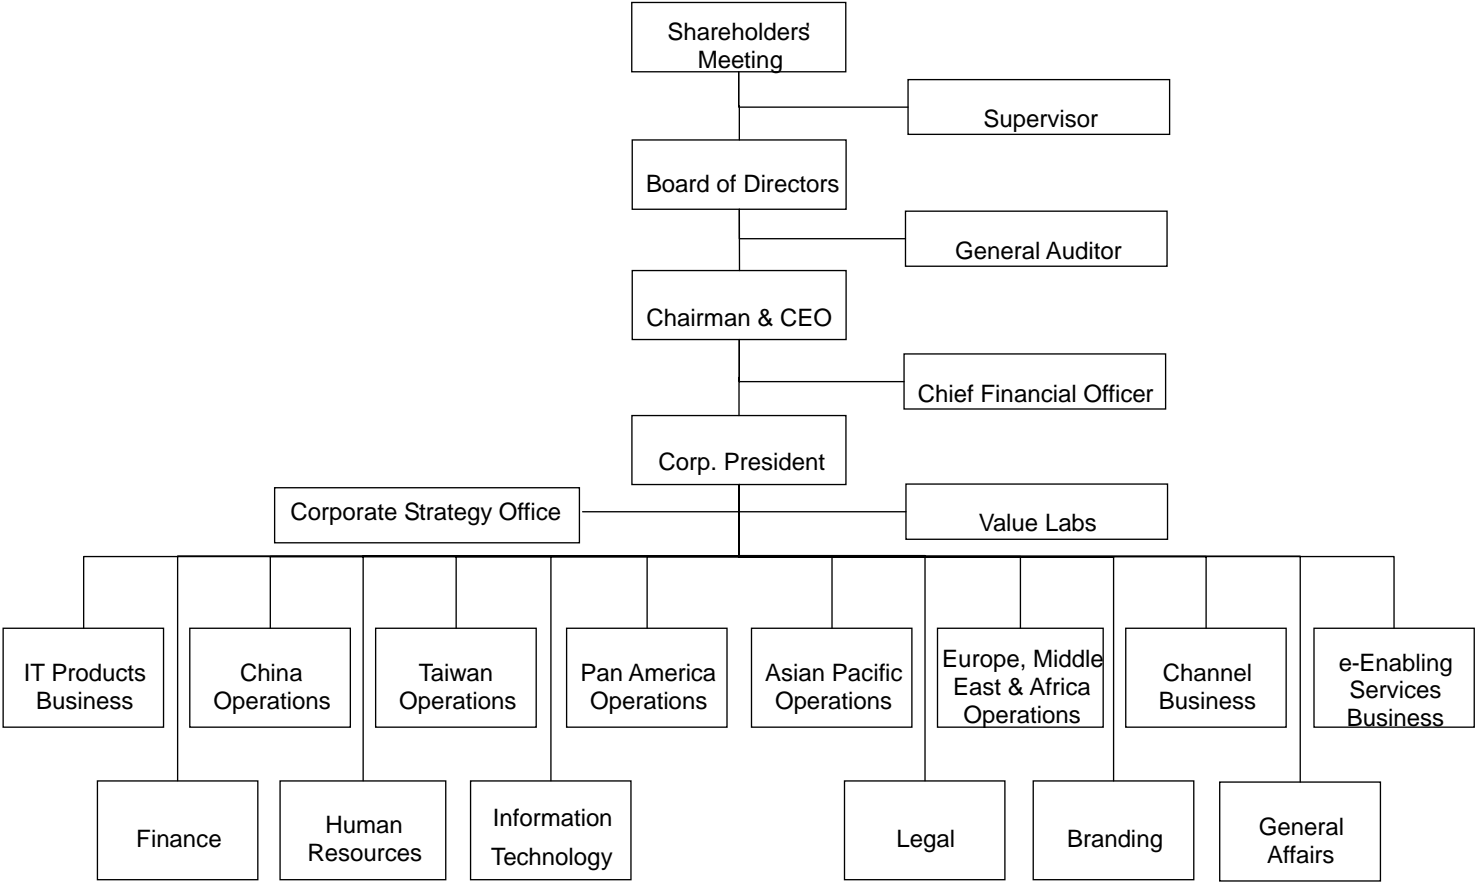 Shareholders'
Meeting
Supervisor
Board of Directors
General Auditor
Chairman & CEO
Chief Financial Officer
Corp. President
Corporate Strategy Office
Value Labs
IT Products
Business
China
Operations
Taiwan
Operations
Pan America
Operations
Asian Pacific
Operations
Europe, Middle
East & Africa
Operations
Channel
Business
e-Enabling
Services
Business
Finance
Human
Resources
Information
Technology
Legal
Branding
General
Affairs